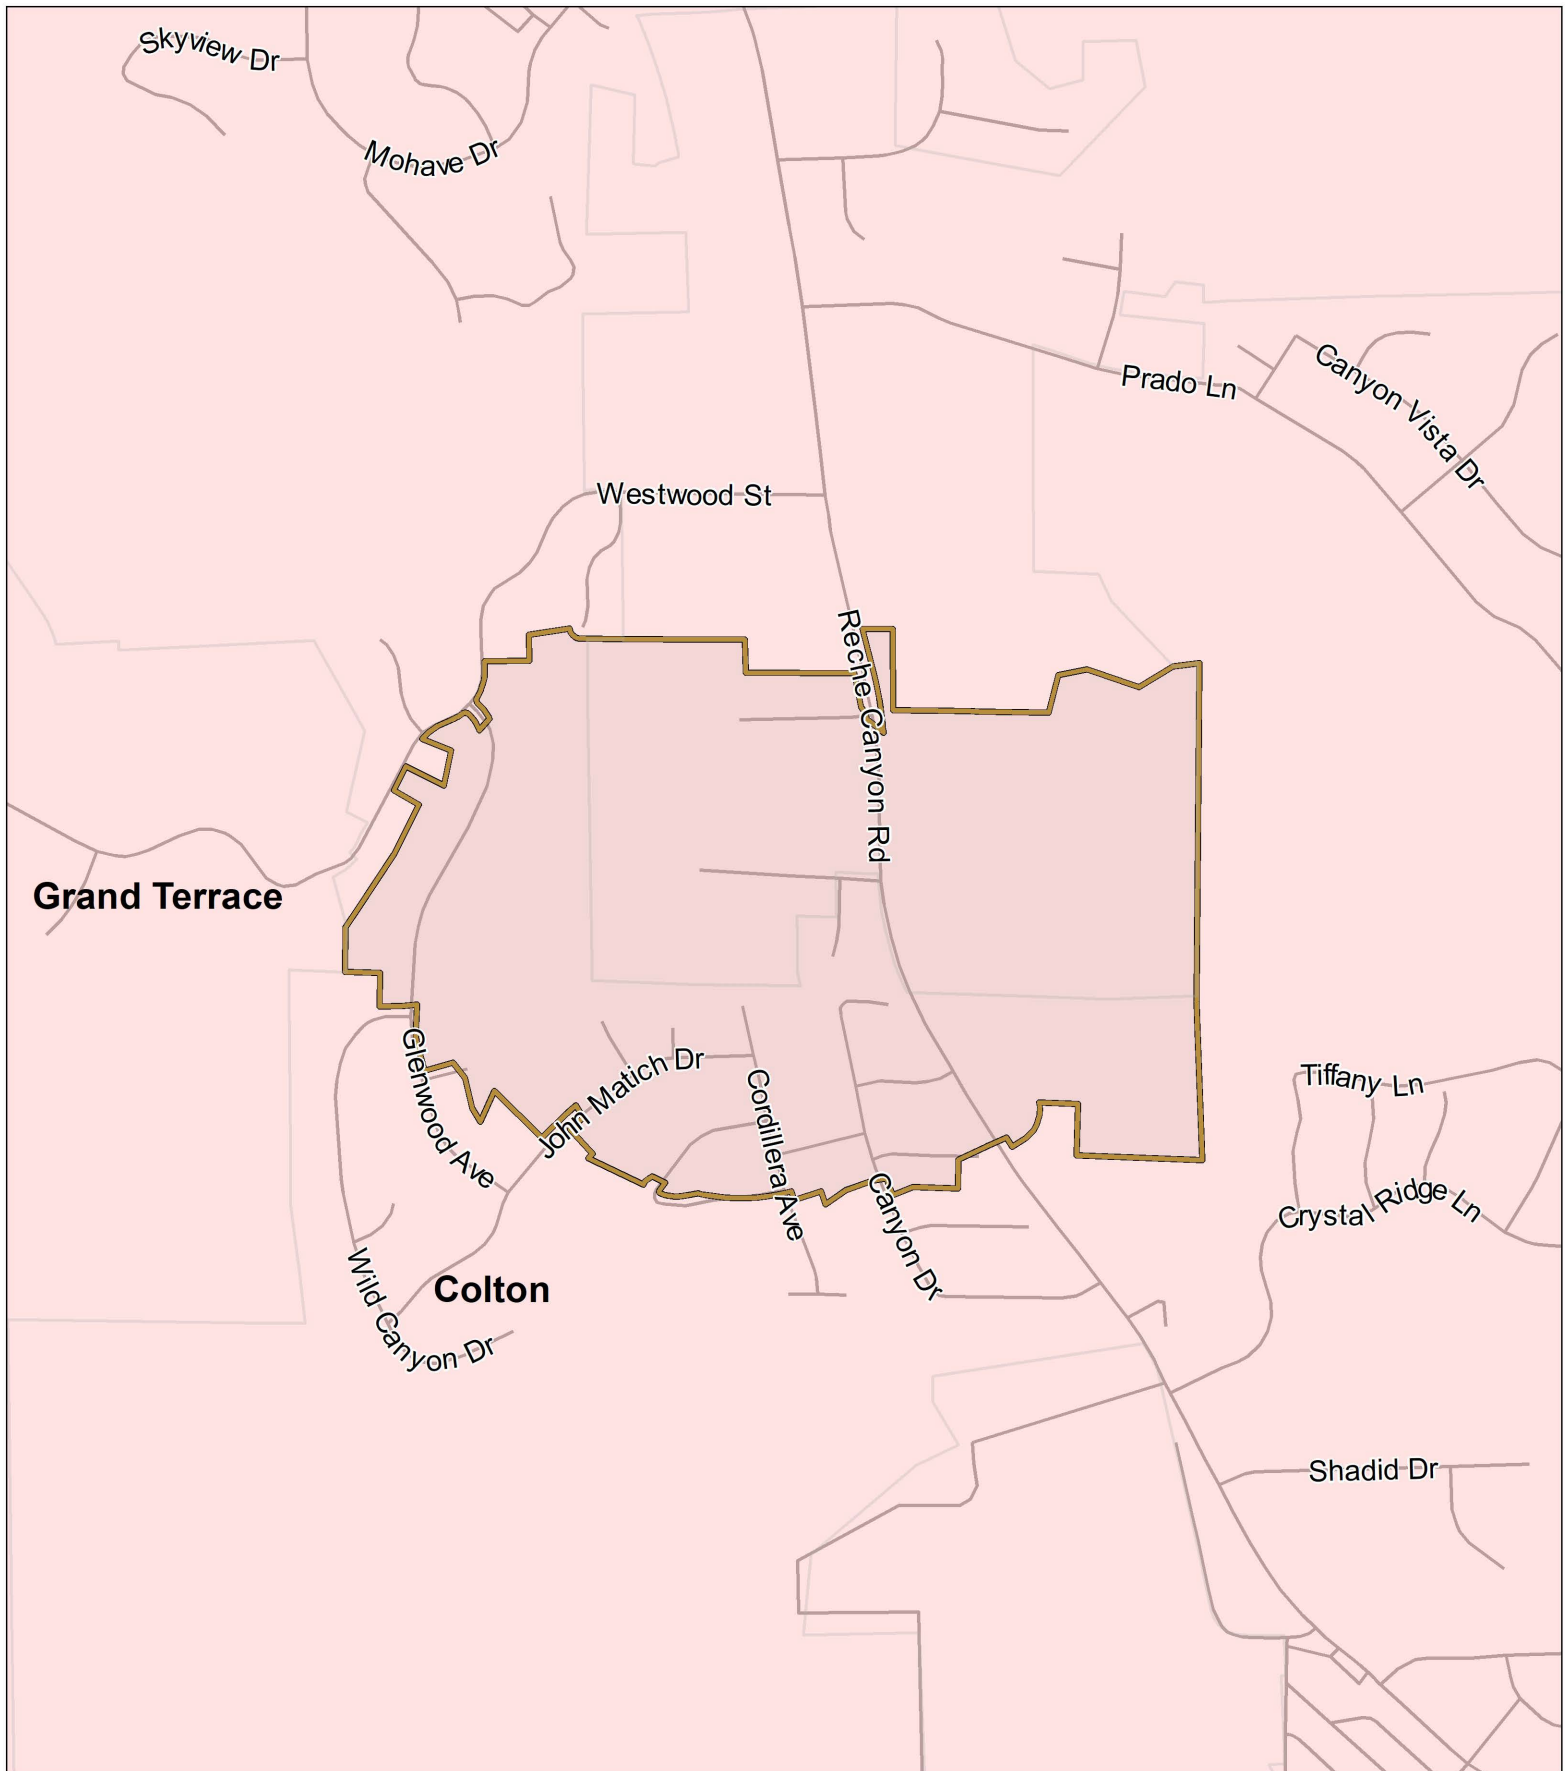 Skyview Dr
Mohave Dr
Prado Ln
Canyon Vista Dr
Westwood St
Reche Canyon Rd
Grand Terrace
Glenwood Ave
John Matich Dr
Cordillera Ave
Canyon Dr
Tiffany Ln
Crystal Ridge Ln
Wild Canyon Dr
Colton
Shadid Dr